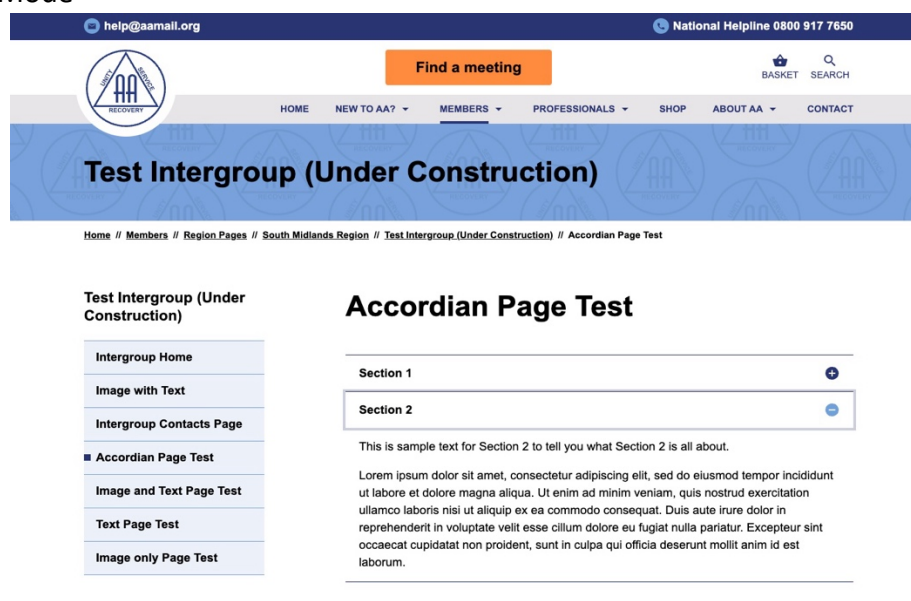 help@aamail.org
National Helpline 0800 917 7650
Find a meeting
BASKET
SEARCH
UNITY
SERVICE
AA
RECOVERY
HOME
NEW TO AA?
MEMBERS
PROFESSIONALS
SHOP
ABOUT AA
CONTACT
Test Intergroup (Under Construction)
Home // Members // Region Pages // South Midlands Region // Test Intergroup (Under Construction) // Accordian Page Test
Test Intergroup (Under
Construction)
Intergroup Home
Image with Text
Intergroup Contacts Page
Accordian Page Test
Image and Text Page Test
Text Page Test
Image only Page Test
Accordian Page Test
Section 1
Section 2
This is sample text for Section 2 to tell you what Section 2 is all about.
Lorem ipsum dolor sit amet, consectetur adipiscing elit, sed do eiusmod tempor incididunt
ut labore et dolore magna aliqua. Ut enim ad minim veniam, quis nostrud exercitation
ullamco laboris nisi ut aliquip ex ea commodo consequat. Duis aute irure dolor in
reprehenderit in voluptate velit esse cillum dolore eu fugiat nulla pariatur. Excepteur sint
occaecat cupidatat non proident, sunt in culpa qui officia deserunt mollit anim id est
laborum.